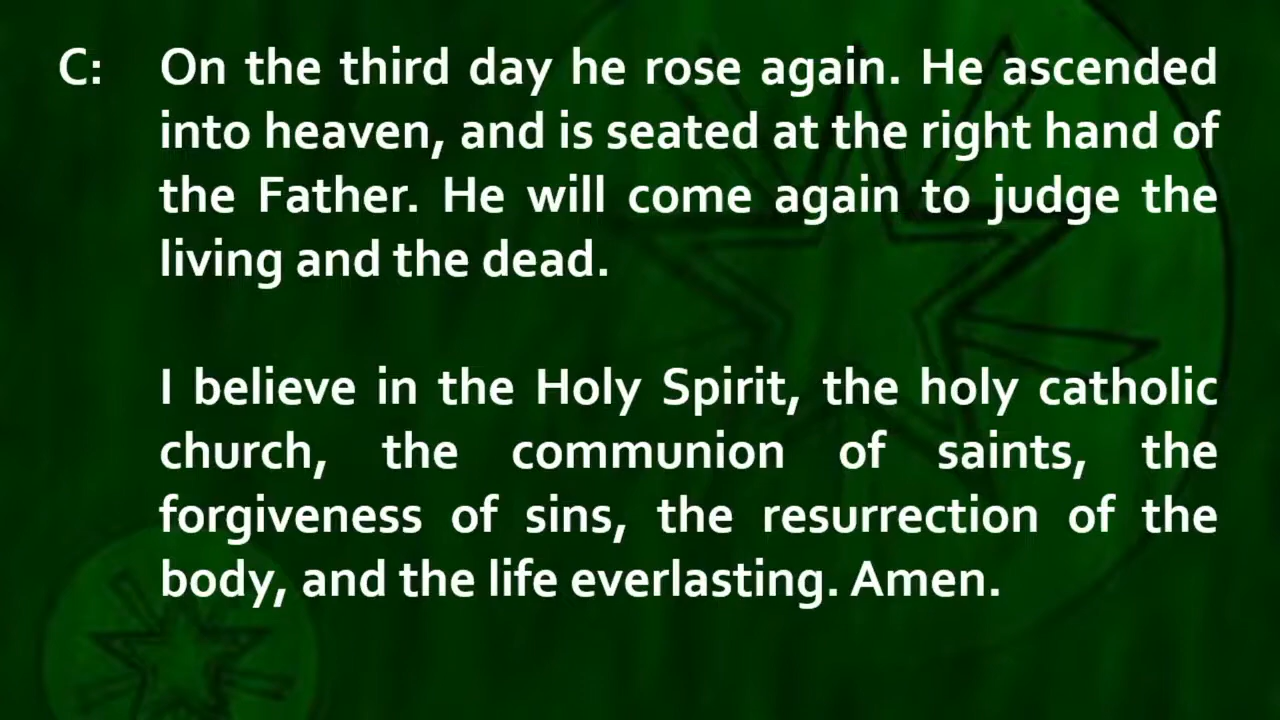 C: On the third day he rose again. He ascended
into heaven, and is seated at the right hand of
the Father. He will come again to judge the
living and the dead.
I believe in the Holy Spirit, the holy catholic
church, the communion of saints, the
forgiveness of sins, the resurrection of the
body, and the life everlasting. Amen.